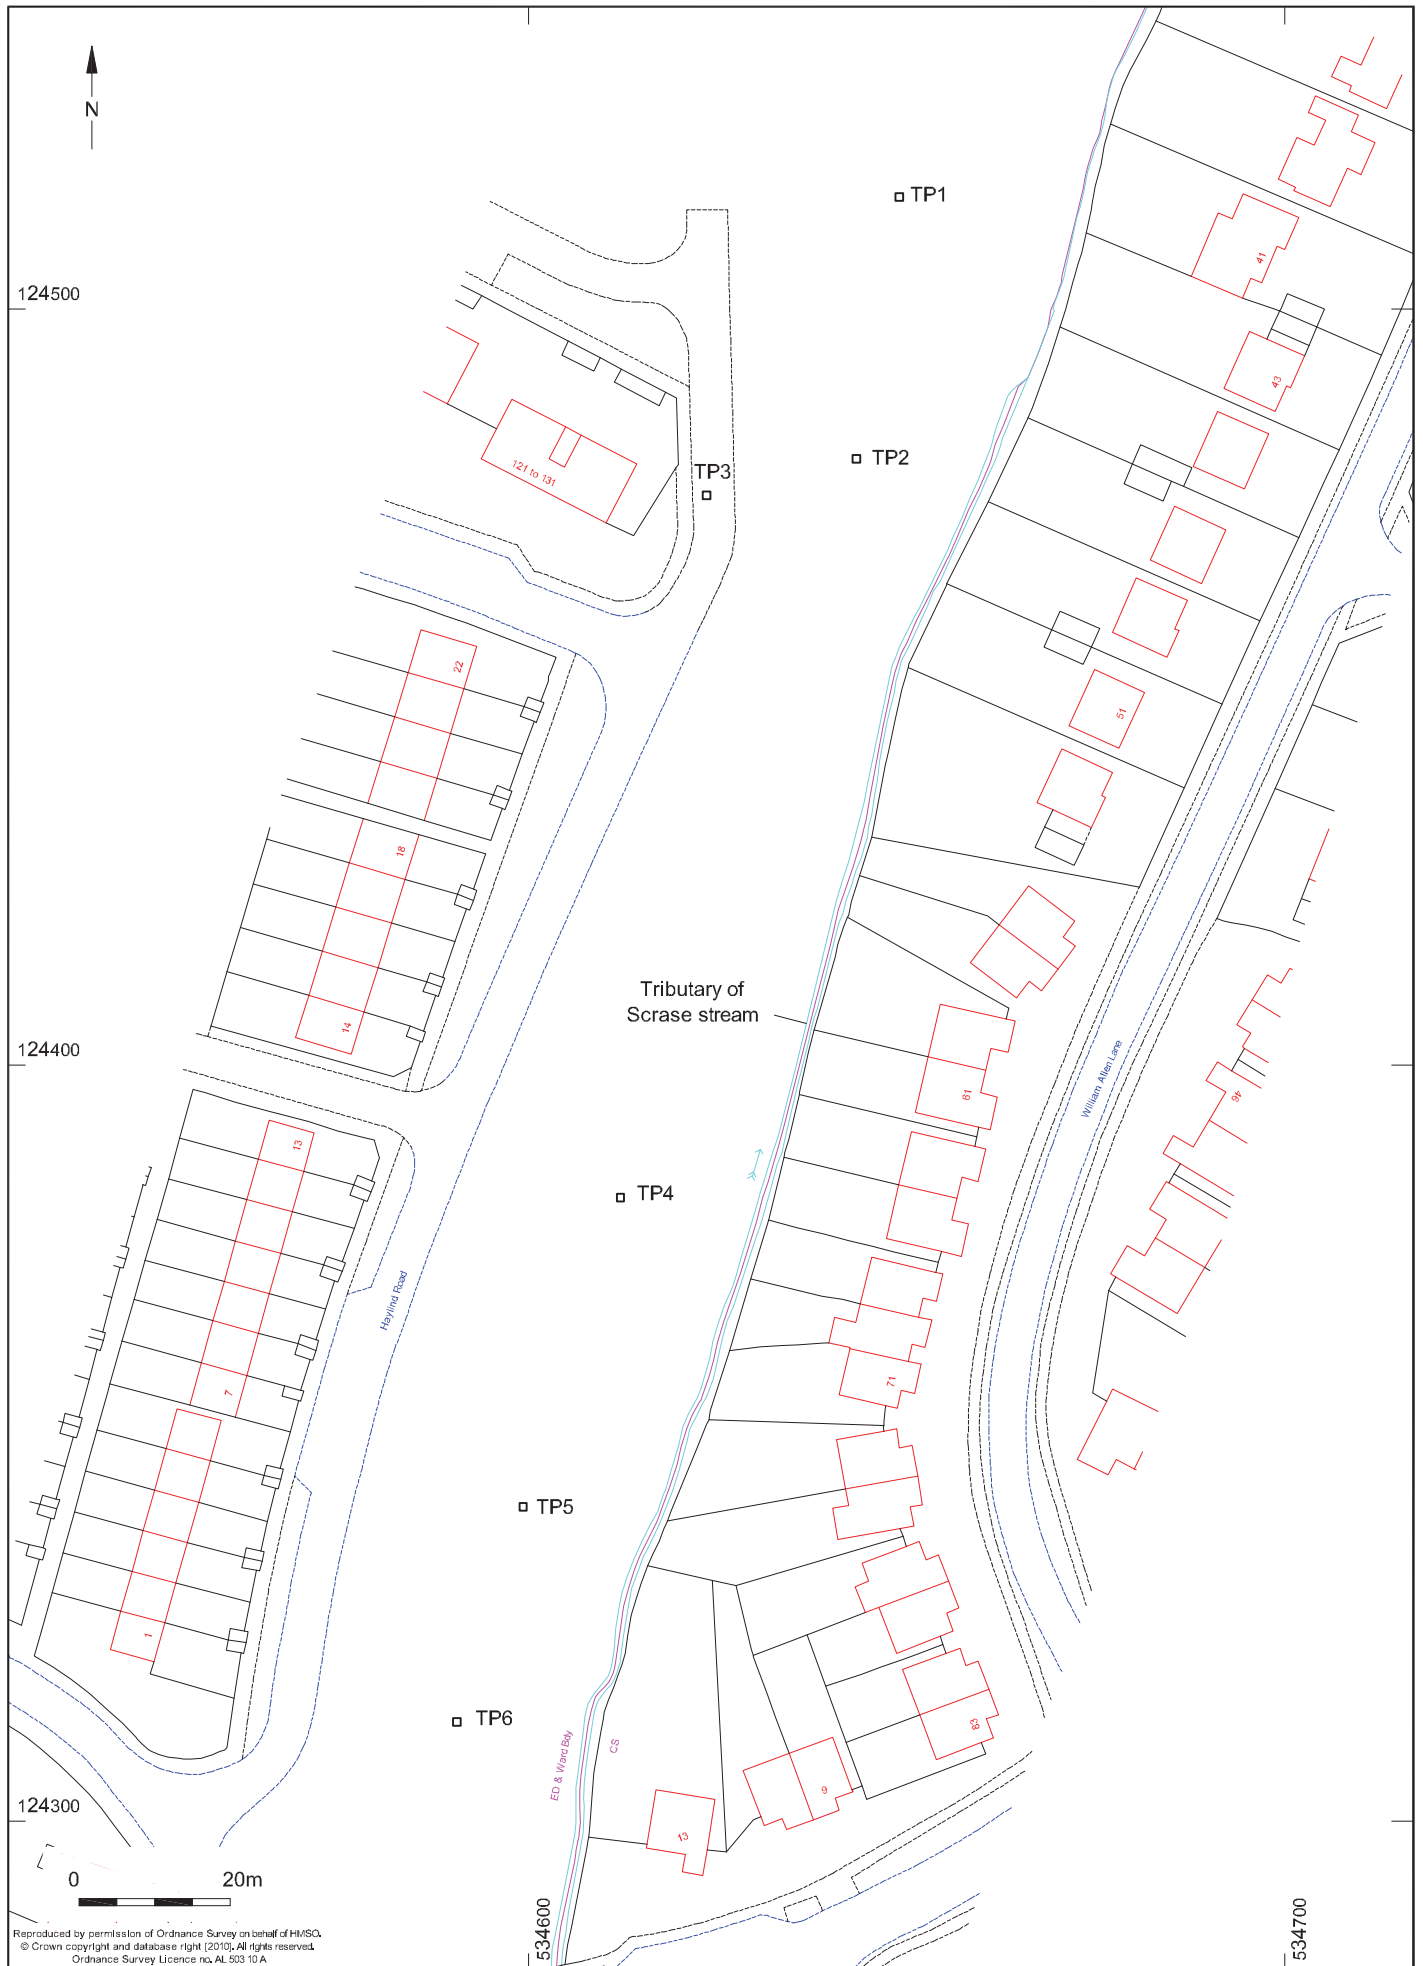 N
TP1
41
124500
43
TP2
TP3
121 to 131
22
51
18
Tributary of
Scrase stream
14
124400
61
William Allen Lane
46
13
TP4
Haylind Road
7
71
TP5
1
TP6
83
ED & Ward Bdy
CS
9
13
124300
0 20m
534600
534700
Reproduced by permission of Ordnance Survey on behalf of HMSO.
© Crown copyright and database right [2010]. All rights reserved.
Ordnance Survey Licence no. AL 503 10 A